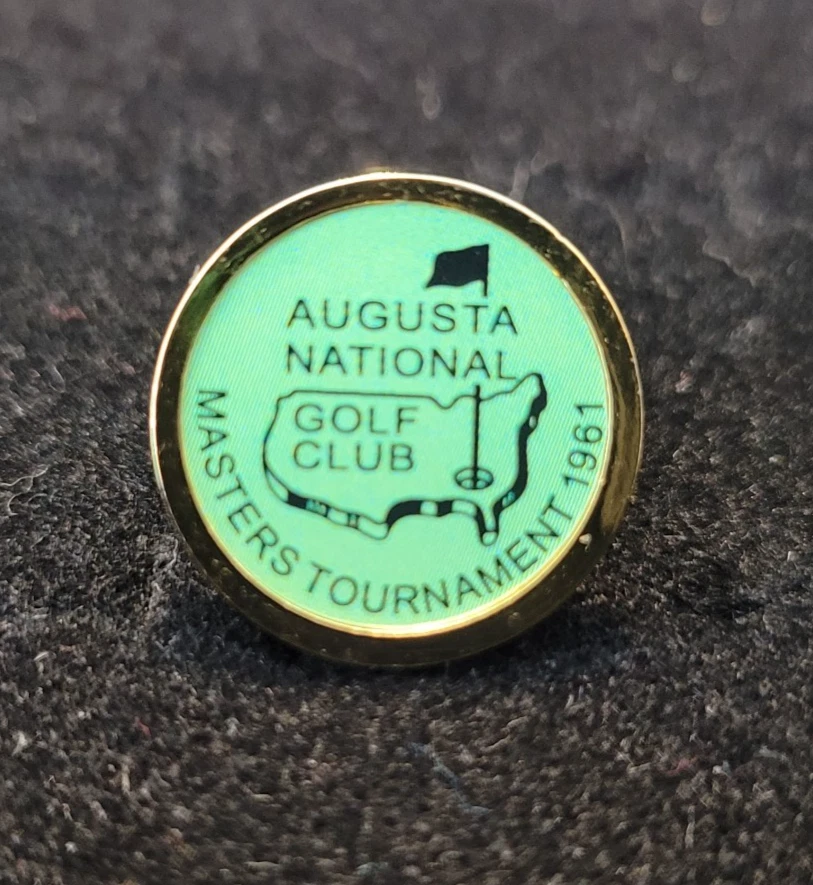 AUGUSTA
NATIONAL
GOLF
CLUB
MASTERS TOURNAMENT 1961